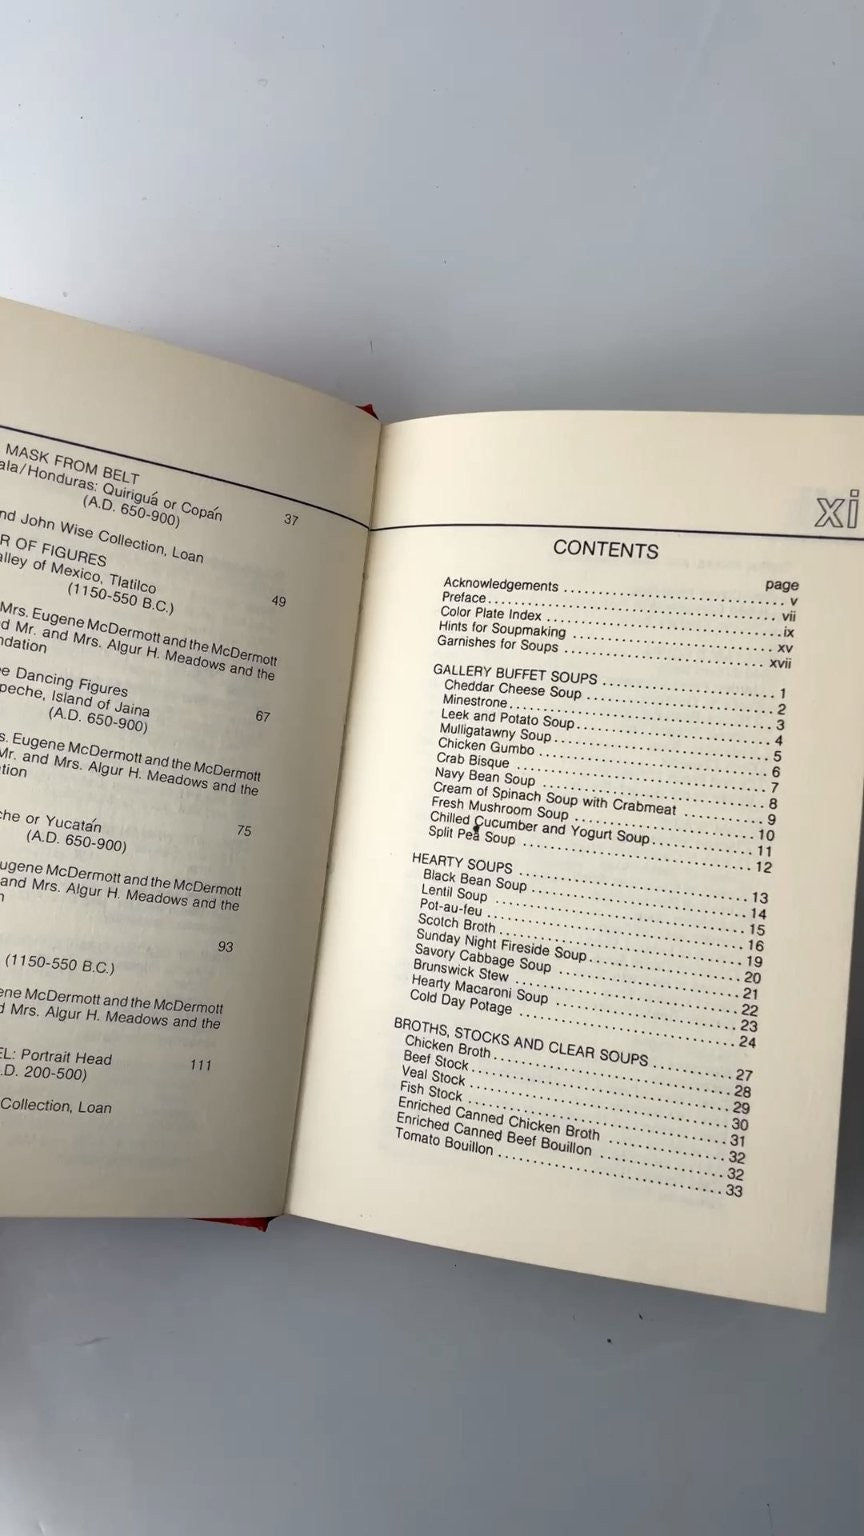 MASK FROM BELT
ala/Honduras: Quiriguá or Copán
(A.D. 650-900) 37
nd John Wise Collection, Loan
R OF FIGURES
alley of Mexico, Tlatilco
(1150-550 B.C.) 49
Mrs. Eugene McDermott and the McDermott
d Mr. and Mrs. Algur H. Meadows and the
ndation
e Dancing Figures
peche, Island of Jaina
(A.D. 650-900) 67
s. Eugene McDermott and the McDermott
Mr. and Mrs. Algur H. Meadows and the
tion
che or Yucatán
(A.D. 650-900) 75
ugene McDermott and the McDermott
and Mrs. Algur H. Meadows and the
n
93
(1150-550 B.C.)
ene McDermott and the McDermott
d Mrs. Algur H. Meadows and the
EL: Portrait Head
.D. 200-500) 111
Collection, Loan
xi
CONTENTS
page
Acknowledgements .......... v
Preface .......... vii
Color Plate Index .......... ix
Hints for Soupmaking .......... xv
Garnishes for Soups .......... xvii
GALLERY BUFFET SOUPS .......... 1
Cheddar Cheese Soup .......... 2
Minestrone .......... 3
Leek and Potato Soup .......... 4
Mulligatawny Soup .......... 5
Chicken Gumbo .......... 6
Crab Bisque .......... 7
Navy Bean Soup .......... 8
Cream of Spinach Soup with Crabmeat .......... 9
Fresh Mushroom Soup .......... 10
Chilled Cucumber and Yogurt Soup .......... 11
Split Pea Soup .......... 12
HEARTY SOUPS .......... 13
Black Bean Soup .......... 14
Lentil Soup .......... 15
Pot-au-feu .......... 16
Scotch Broth .......... 19
Sunday Night Fireside Soup .......... 20
Savory Cabbage Soup .......... 21
Brunswick Stew .......... 22
Hearty Macaroni Soup .......... 23
Cold Day Potage .......... 24
BROTHS, STOCKS AND CLEAR SOUPS .......... 27
Chicken Broth .......... 28
Beef Stock .......... 29
Veal Stock .......... 30
Fish Stock .......... 31
Enriched Canned Chicken Broth .......... 32
Enriched Canned Beef Bouillon .......... 32
Tomato Bouillon .......... 33